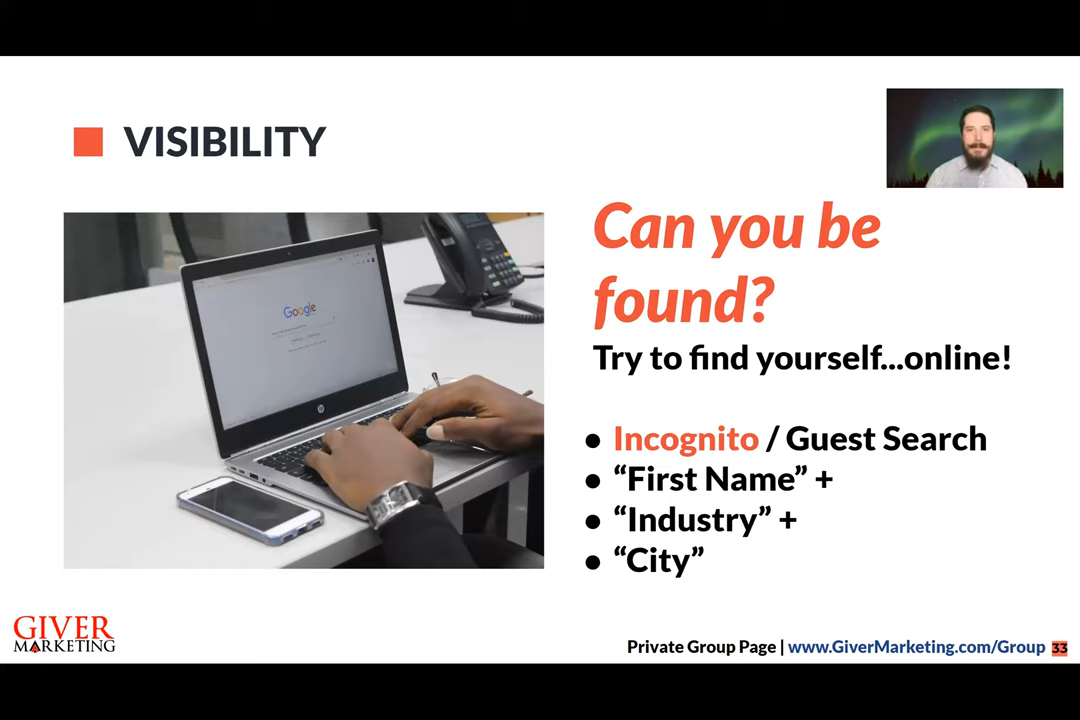 VISIBILITY
Google
Can you be
found?
Try to find yourself...online!
● Incognito / Guest Search
● “First Name” +
● “Industry” +
● “City”
hp
GIVER
MARKETING
Private Group Page | www.GiverMarketing.com/Group 33